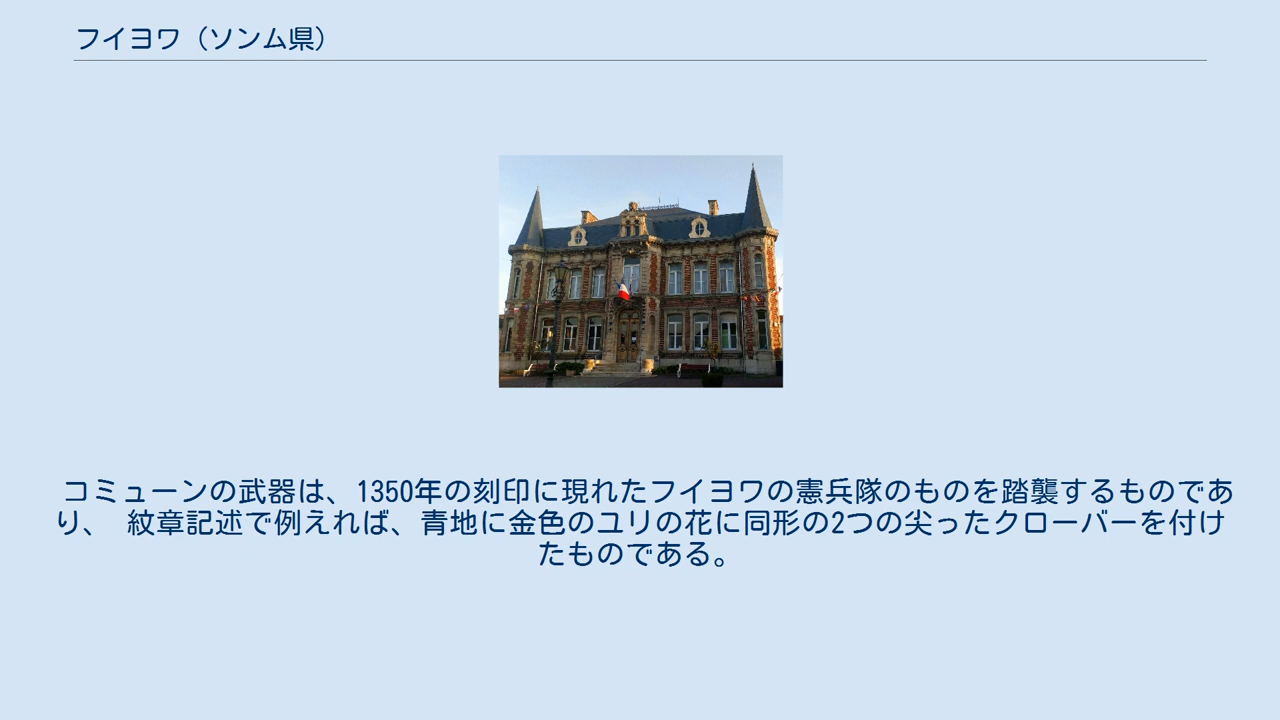 フイヨワ（ソンム県）
コミューンの武器は、1350年の刻印に現れたフイヨワの憲兵隊のものを踏襲するものであ
り、 紋章記述で例えれば、青地に金色のユリの花に同形の2つの尖ったクローバーを付け
たものである。